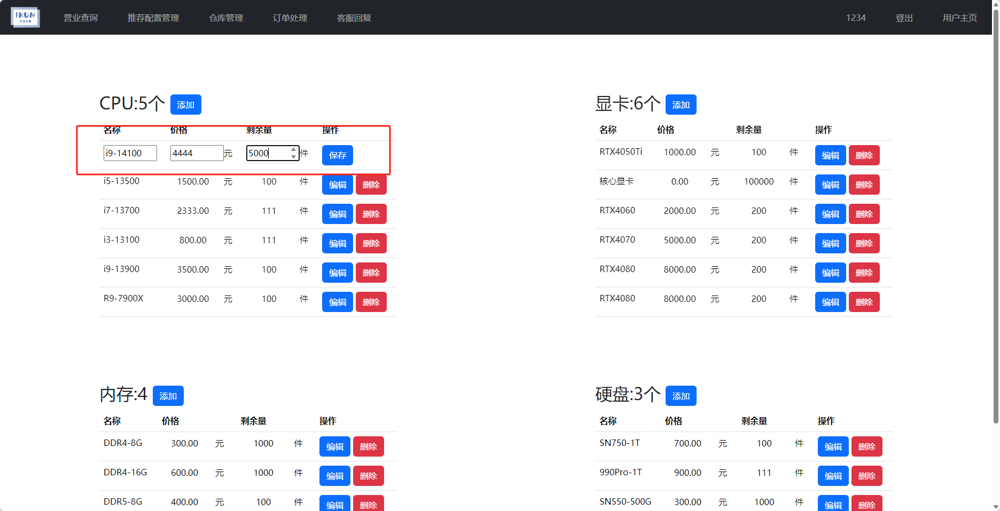 IKUN
营业查询 推荐配置管理 仓库管理 订单处理 客服回复 1234 登出 用户主页
CPU:5个 添加
名称 价格 剩余量 操作
i9-14100 4444 元 5000 件 保存
i5-13500 1500.00 元 100 件 编辑 删除
i7-13700 2333.00 元 111 件 编辑 删除
i3-13100 800.00 元 111 件 编辑 删除
i9-13900 3500.00 元 100 件 编辑 删除
R9-7900X 3000.00 元 100 件 编辑 删除
显卡:6个 添加
名称 价格 剩余量 操作
RTX4050Ti 1000.00 元 100 件 编辑 删除
核心显卡 0.00 元 100000 件 编辑 删除
RTX4060 2000.00 元 200 件 编辑 删除
RTX4070 5000.00 元 200 件 编辑 删除
RTX4080 8000.00 元 200 件 编辑 删除
RTX4080 8000.00 元 200 件 编辑 删除
内存:4 添加
名称 价格 剩余量 操作
DDR4-8G 300.00 元 1000 件 编辑 删除
DDR4-16G 600.00 元 1000 件 编辑 删除
DDR5-8G 400.00 元 100 件 编辑 删除
硬盘:3个 添加
名称 价格 剩余量 操作
SN750-1T 700.00 元 100 件 编辑 删除
990Pro-1T 900.00 元 111 件 编辑 删除
SN550-500G 300.00 元 1000 件 编辑 删除